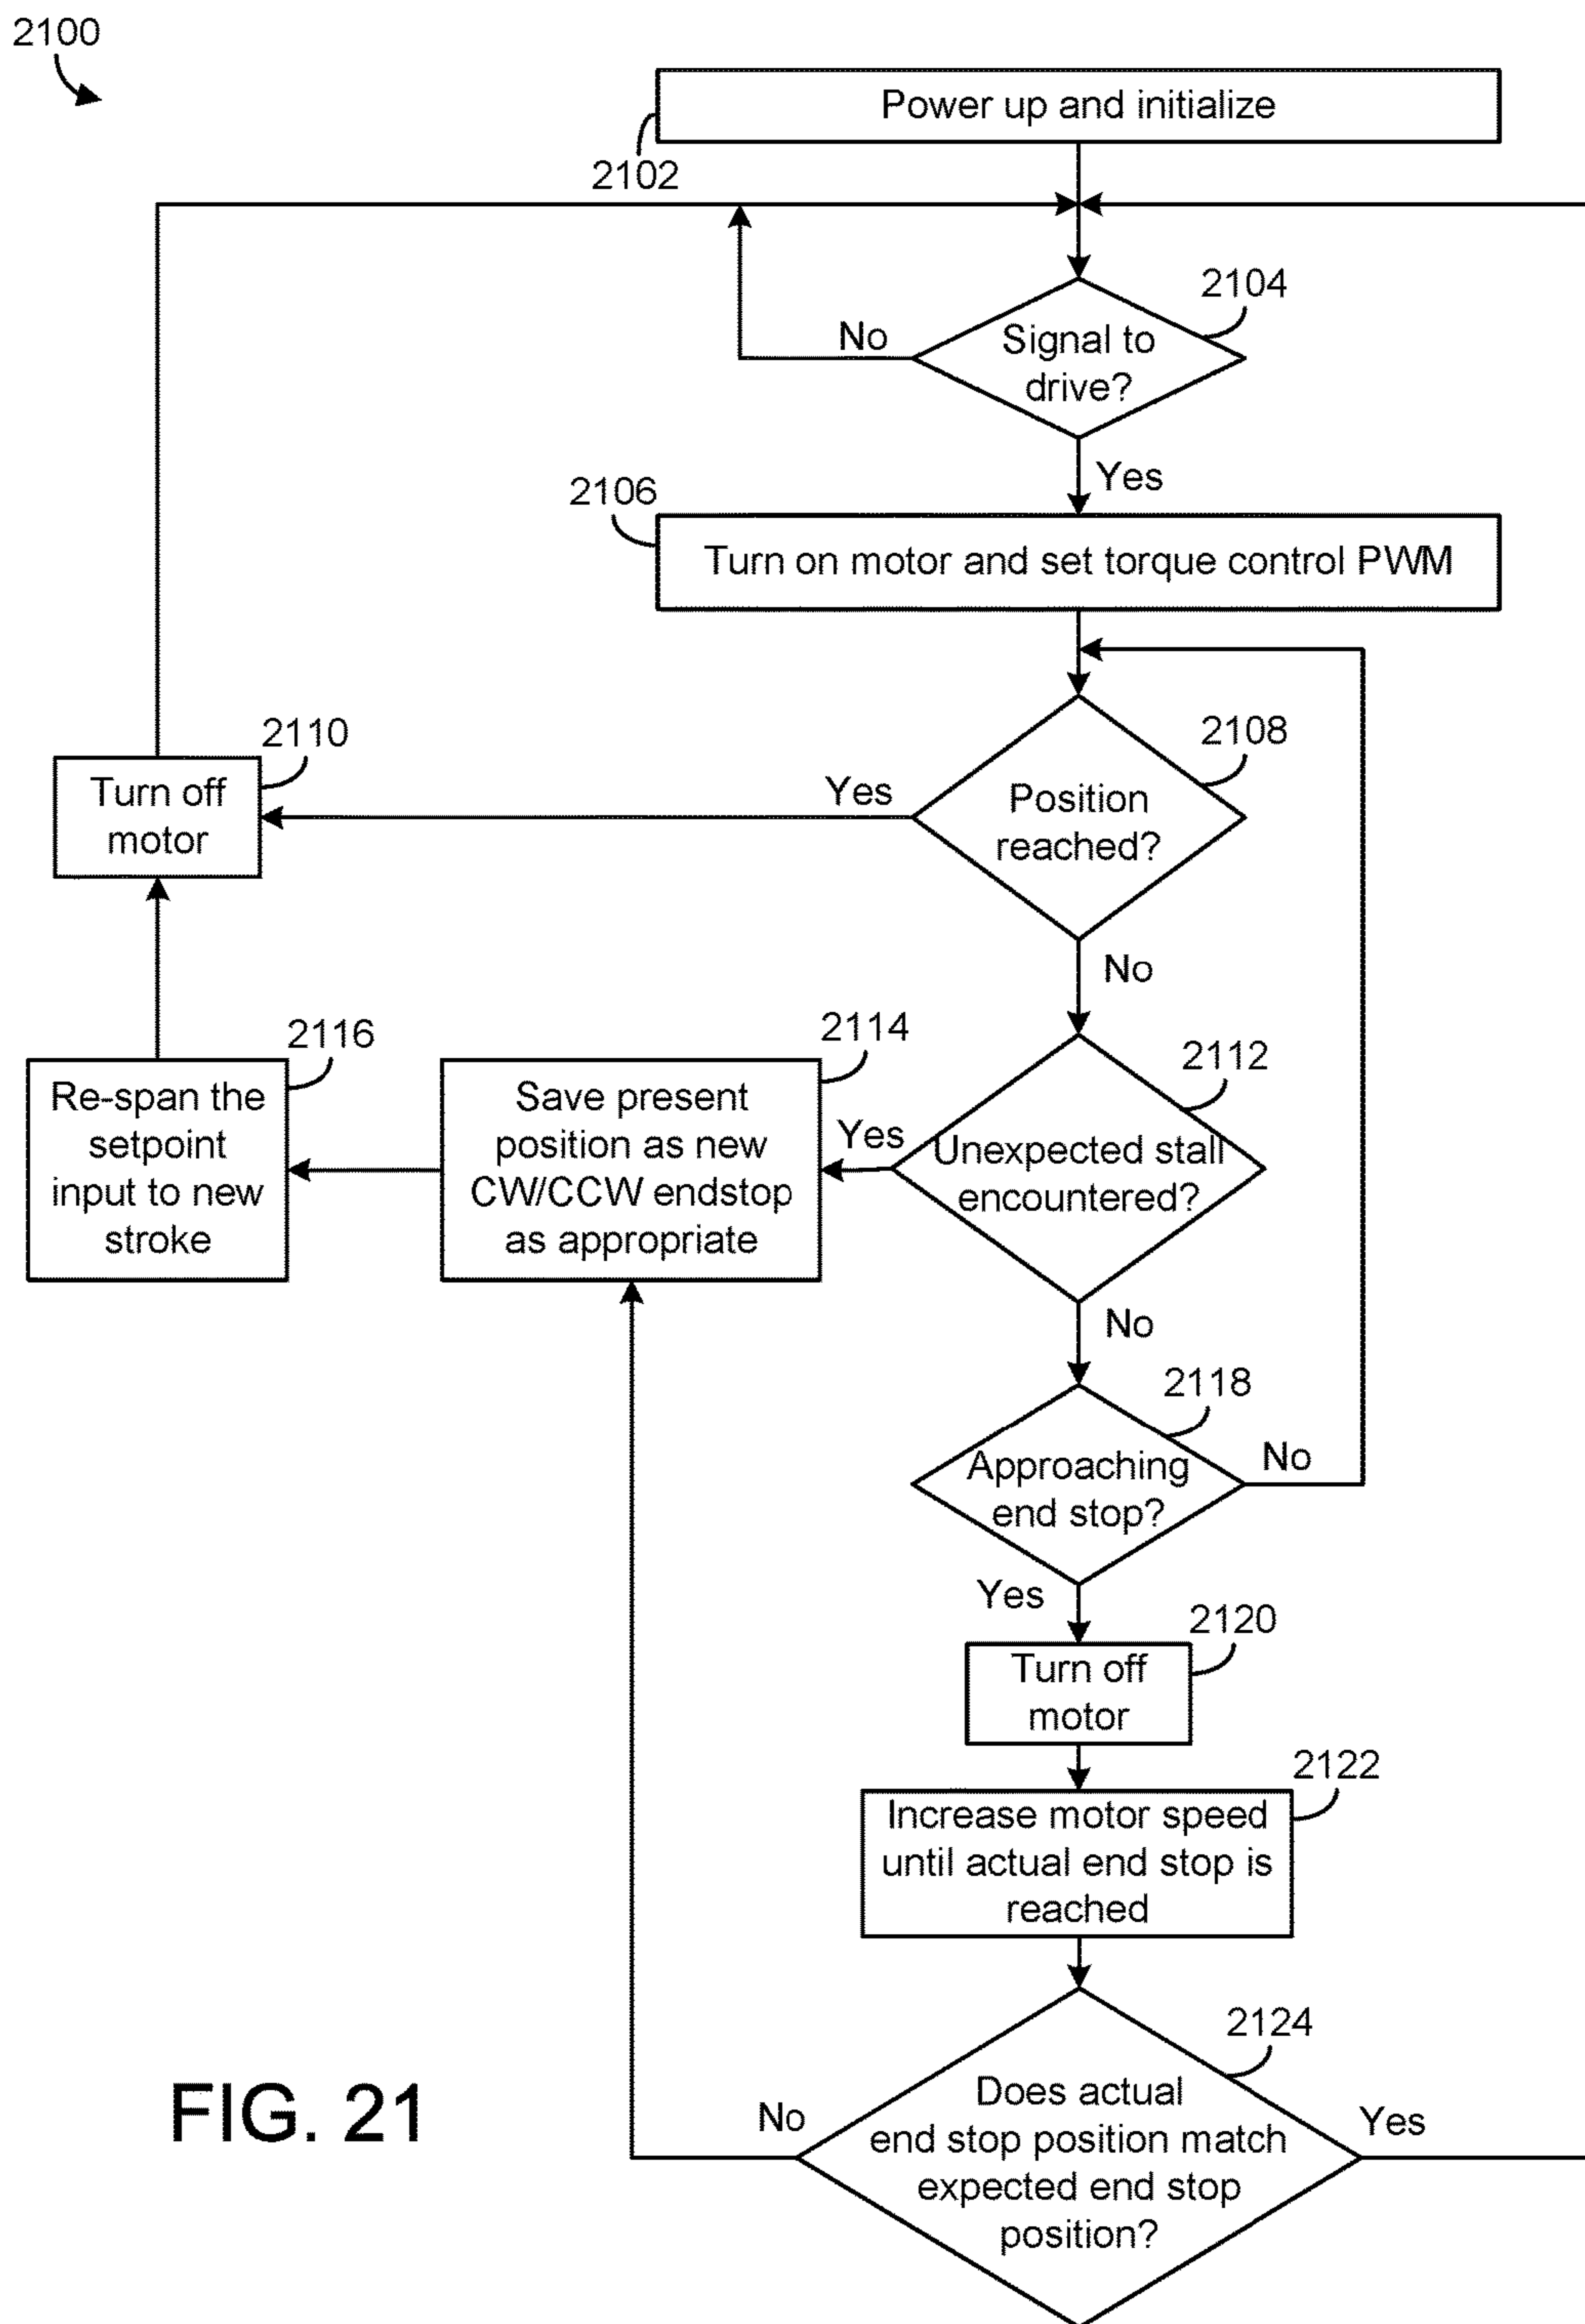 2100
Power up and initialize
2102
2104
Signal to
drive?
No
Yes
2106
Turn on motor and set torque control PWM
2108
Position
reached?
Yes
2110
Turn off
motor
No
2112
Unexpected stall
encountered?
Yes
2114
Save present
position as new
CW/CCW endstop
as appropriate
2116
Re-span the
setpoint
input to new
stroke
No
2118
Approaching
end stop?
No
Yes
2120
Turn off
motor
2122
Increase motor speed
until actual end stop is
reached
2124
Does actual
end stop position match
expected end stop
position?
No
Yes
FIG. 21